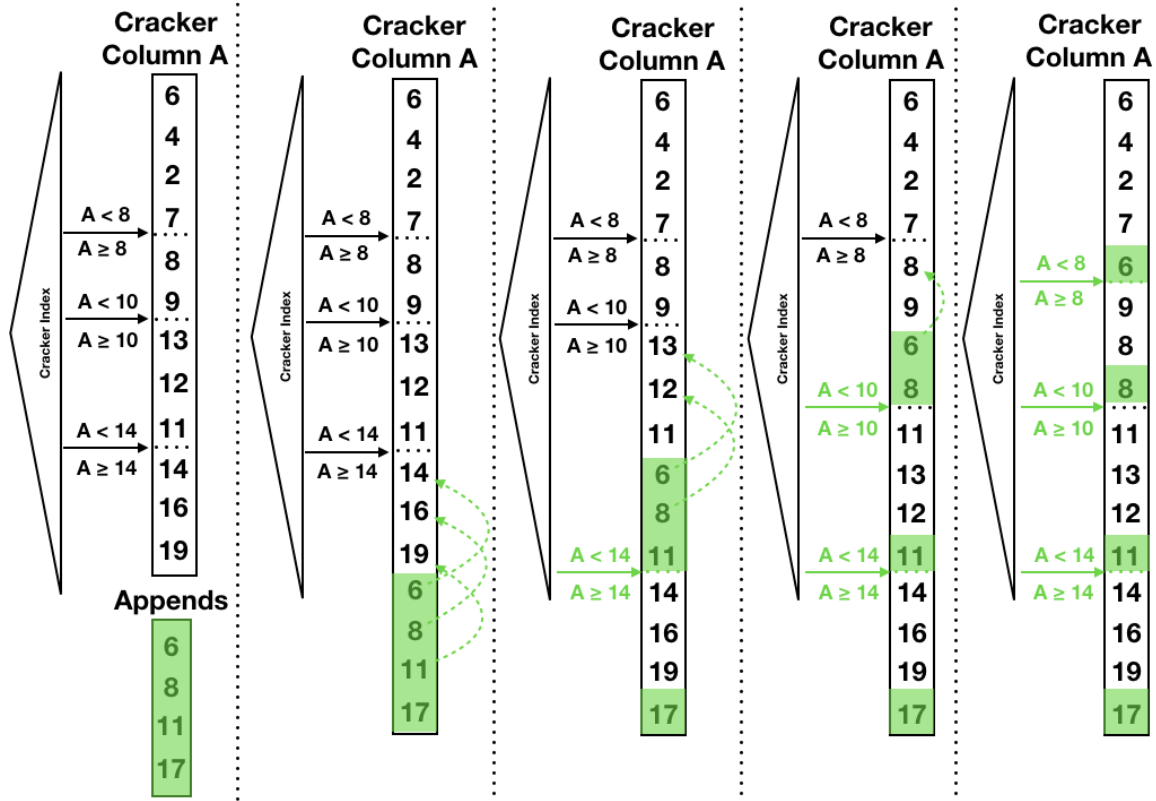 Cracker
Column A
6
4
2
7
8
9
13
12
11
14
16
19
A < 8
A ≥ 8
A < 10
A ≥ 10
A < 14
A ≥ 14
Cracker Index
Appends
6
8
11
17
Cracker
Column A
6
4
2
7
8
9
13
12
11
14
16
19
6
8
11
17
A < 8
A ≥ 8
A < 10
A ≥ 10
A < 14
A ≥ 14
Cracker Index
Cracker
Column A
6
4
2
7
8
9
13
12
11
6
8
11
14
16
19
17
A < 8
A ≥ 8
A < 10
A ≥ 10
A < 14
A ≥ 14
Cracker Index
Cracker
Column A
6
4
2
7
8
9
6
8
11
13
12
11
14
16
19
17
A < 8
A ≥ 8
A < 10
A ≥ 10
A < 14
A ≥ 14
Cracker Index
Cracker
Column A
6
4
2
7
6
9
8
8
11
13
12
11
14
16
19
17
A < 8
A ≥ 8
A < 10
A ≥ 10
A < 14
A ≥ 14
Cracker Index